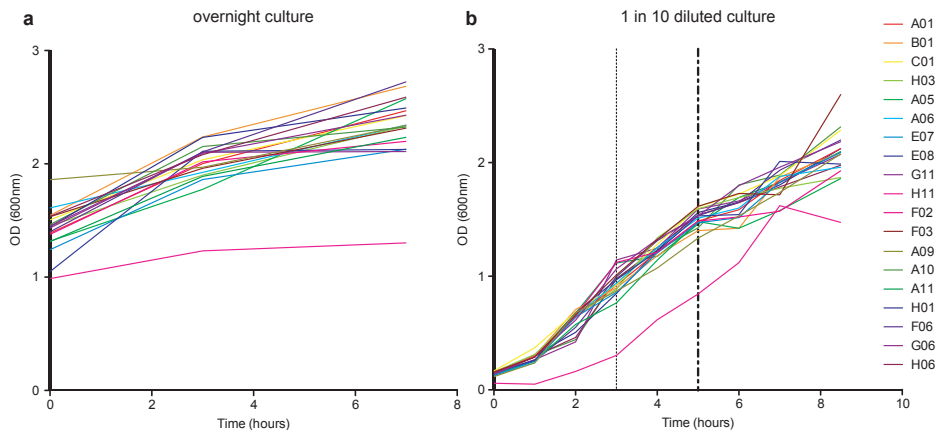 a
overnight culture
OD (600nm)
3
2
1
0
0
2
4
6
8
Time (hours)
b
1 in 10 diluted culture
OD (600nm)
3
2
1
0
0
2
4
6
8
10
Time (hours)
A01
B01
C01
H03
A05
A06
E07
E08
G11
H11
F02
F03
A09
A10
A11
H01
F06
G06
H06